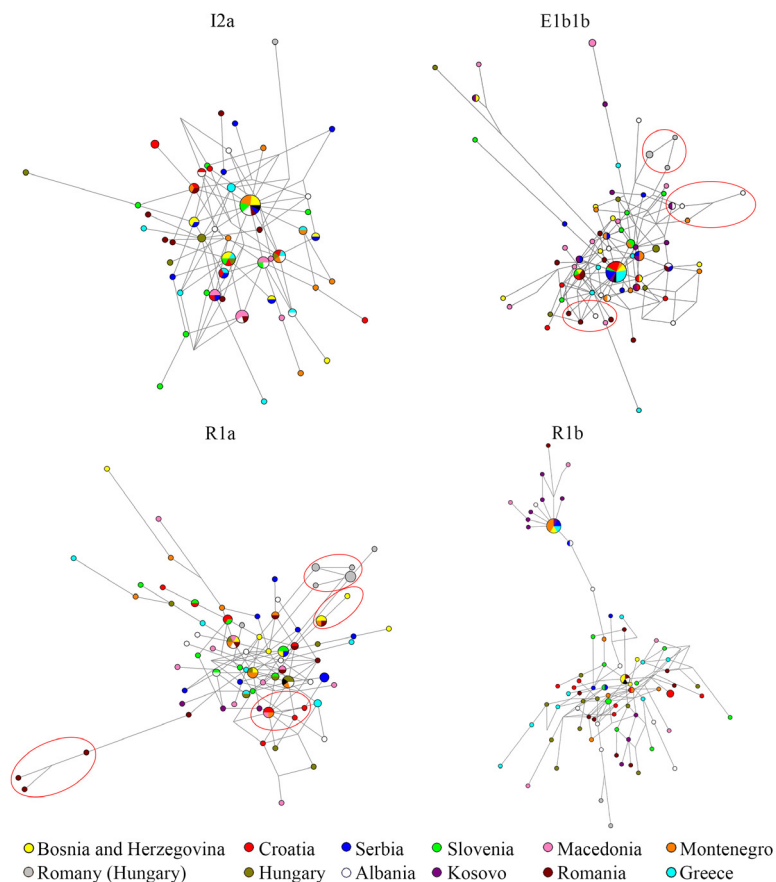 I2a E1b1b
R1a R1b
Bosnia and Herzegovina Croatia Serbia Slovenia Macedonia Montenegro
Romany (Hungary) Hungary Albania Kosovo Romania Greece